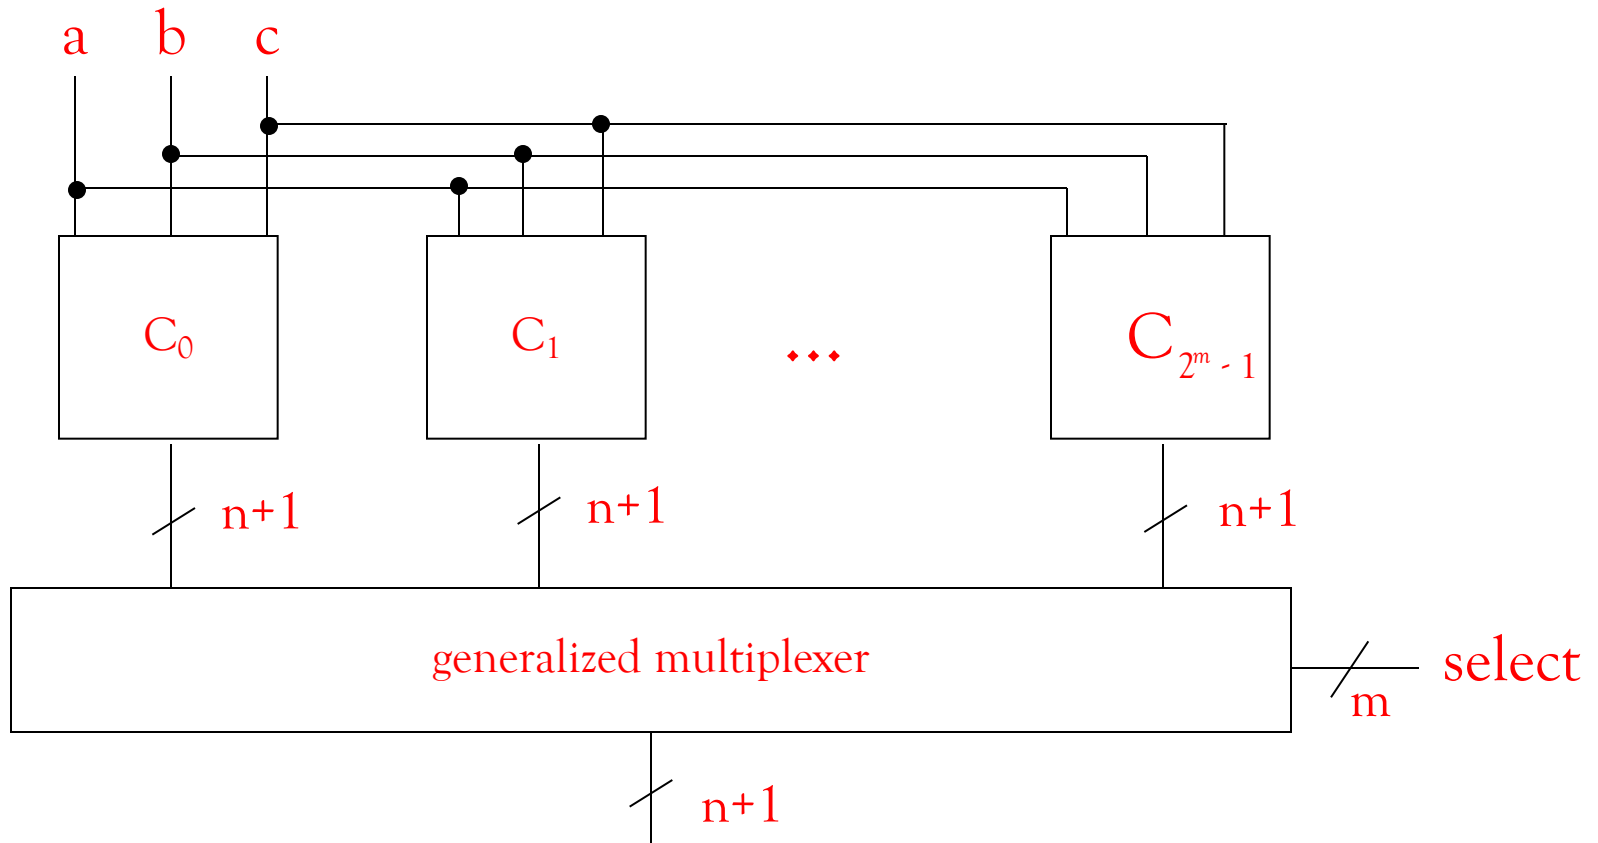 a b c
C₀ C₁ ... C₂ᵐ - 1
n+1 n+1 n+1
generalized multiplexer
select
m
n+1